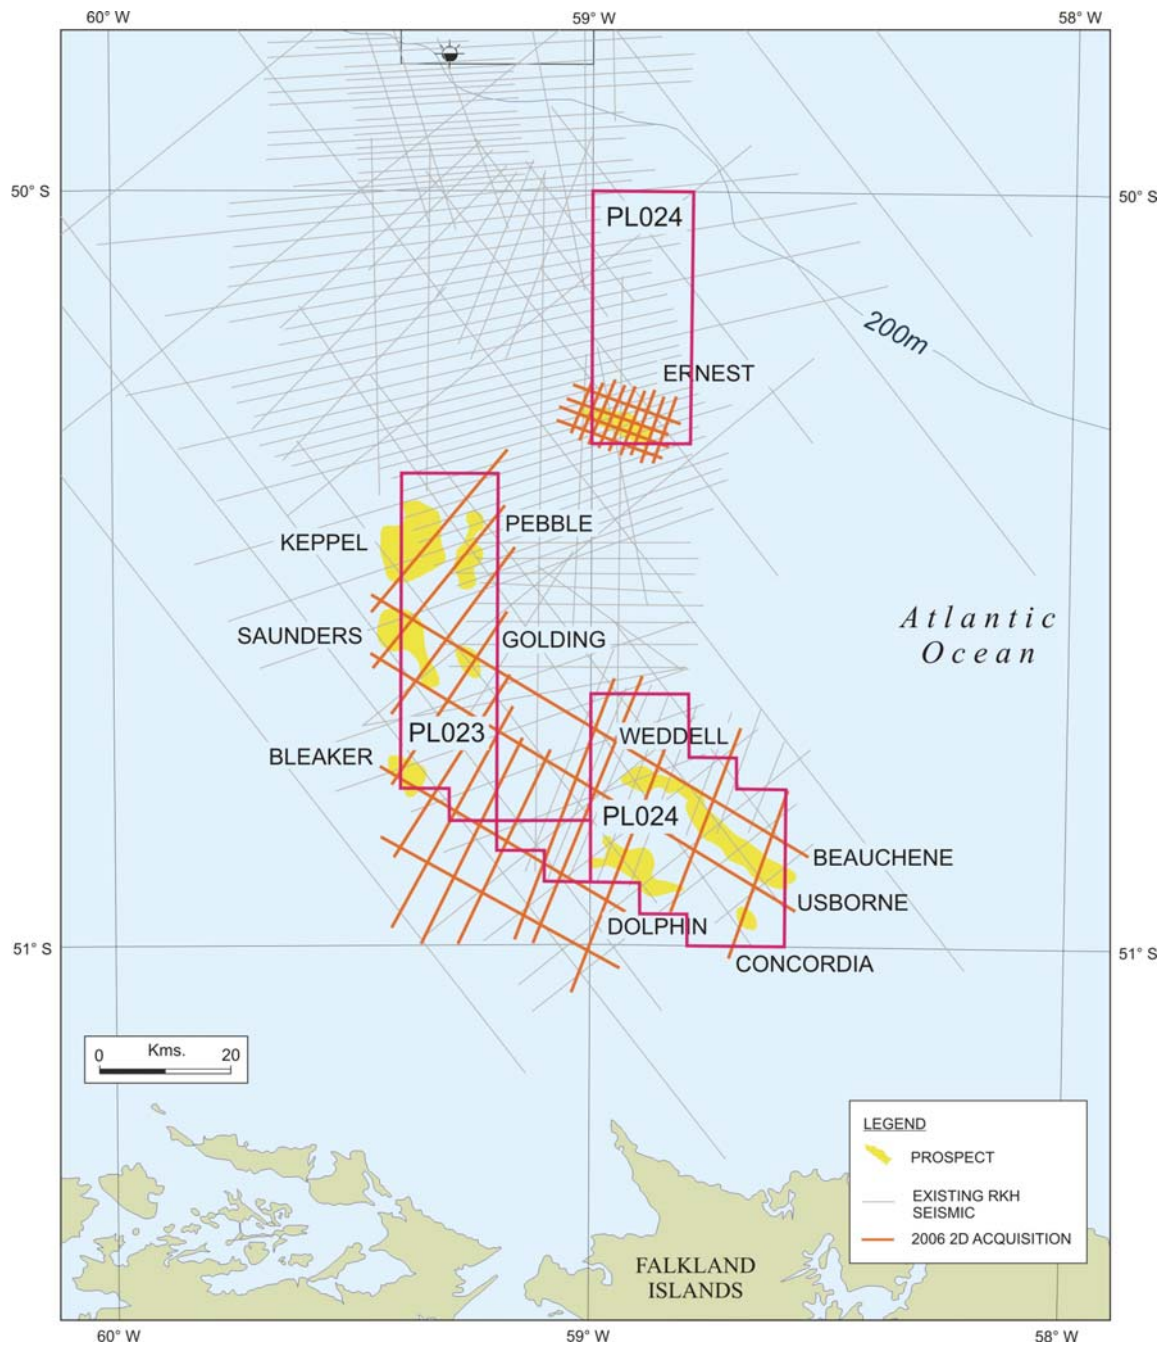 60° W
59° W
58° W
50° S
50° S
PL024
200m
ERNEST
PEBBLE
KEPPEL
Atlantic
Ocean
SAUNDERS
GOLDING
PL023
WEDDELL
BLEAKER
PL024
BEAUCHENE
USBORNE
DOLPHIN
51° S
51° S
CONCORDIA
Kms.
0 20
LEGEND
PROSPECT
EXISTING RKH
SEISMIC
2006 2D ACQUISITION
FALKLAND
ISLANDS
60° W
59° W
58° W